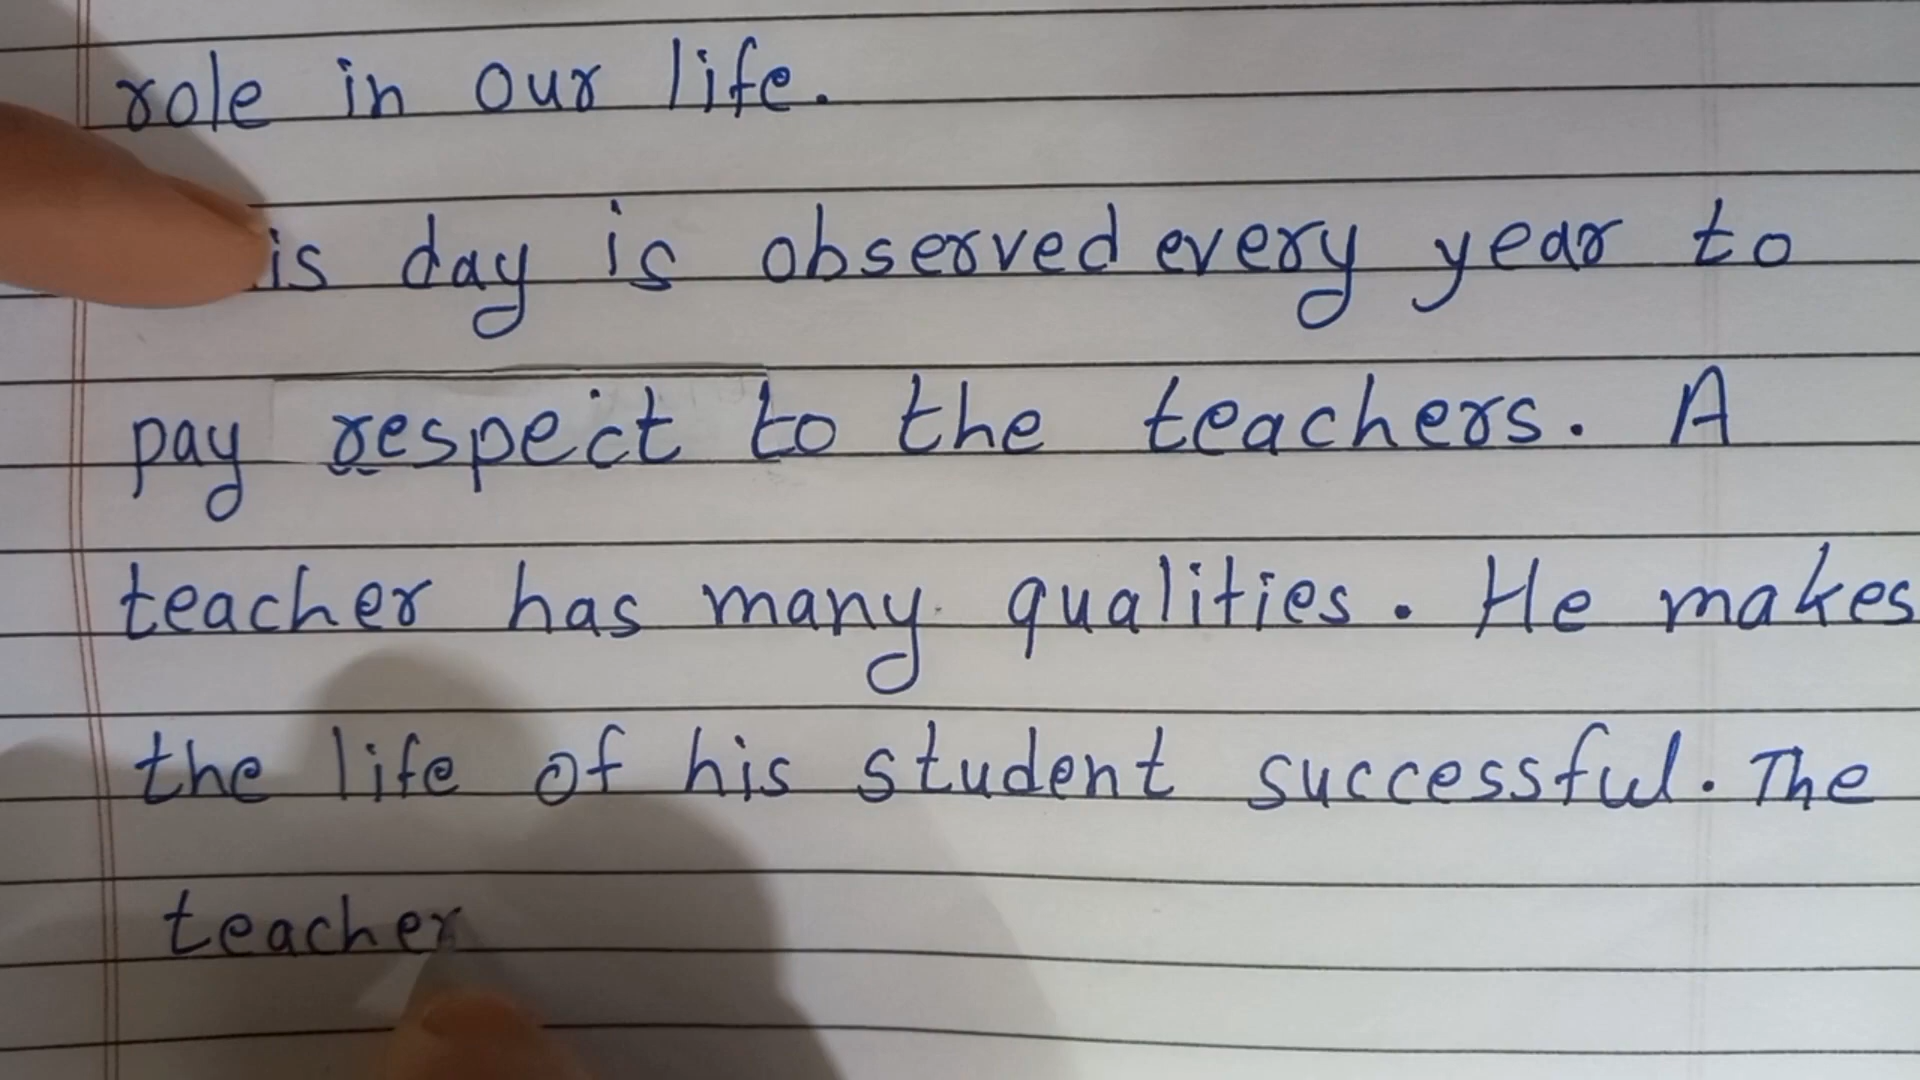 role in our life.
is day is observed every year to
pay respect to the teachers. A
teacher has many qualities. He makes
the life of his student successful. The
teacher